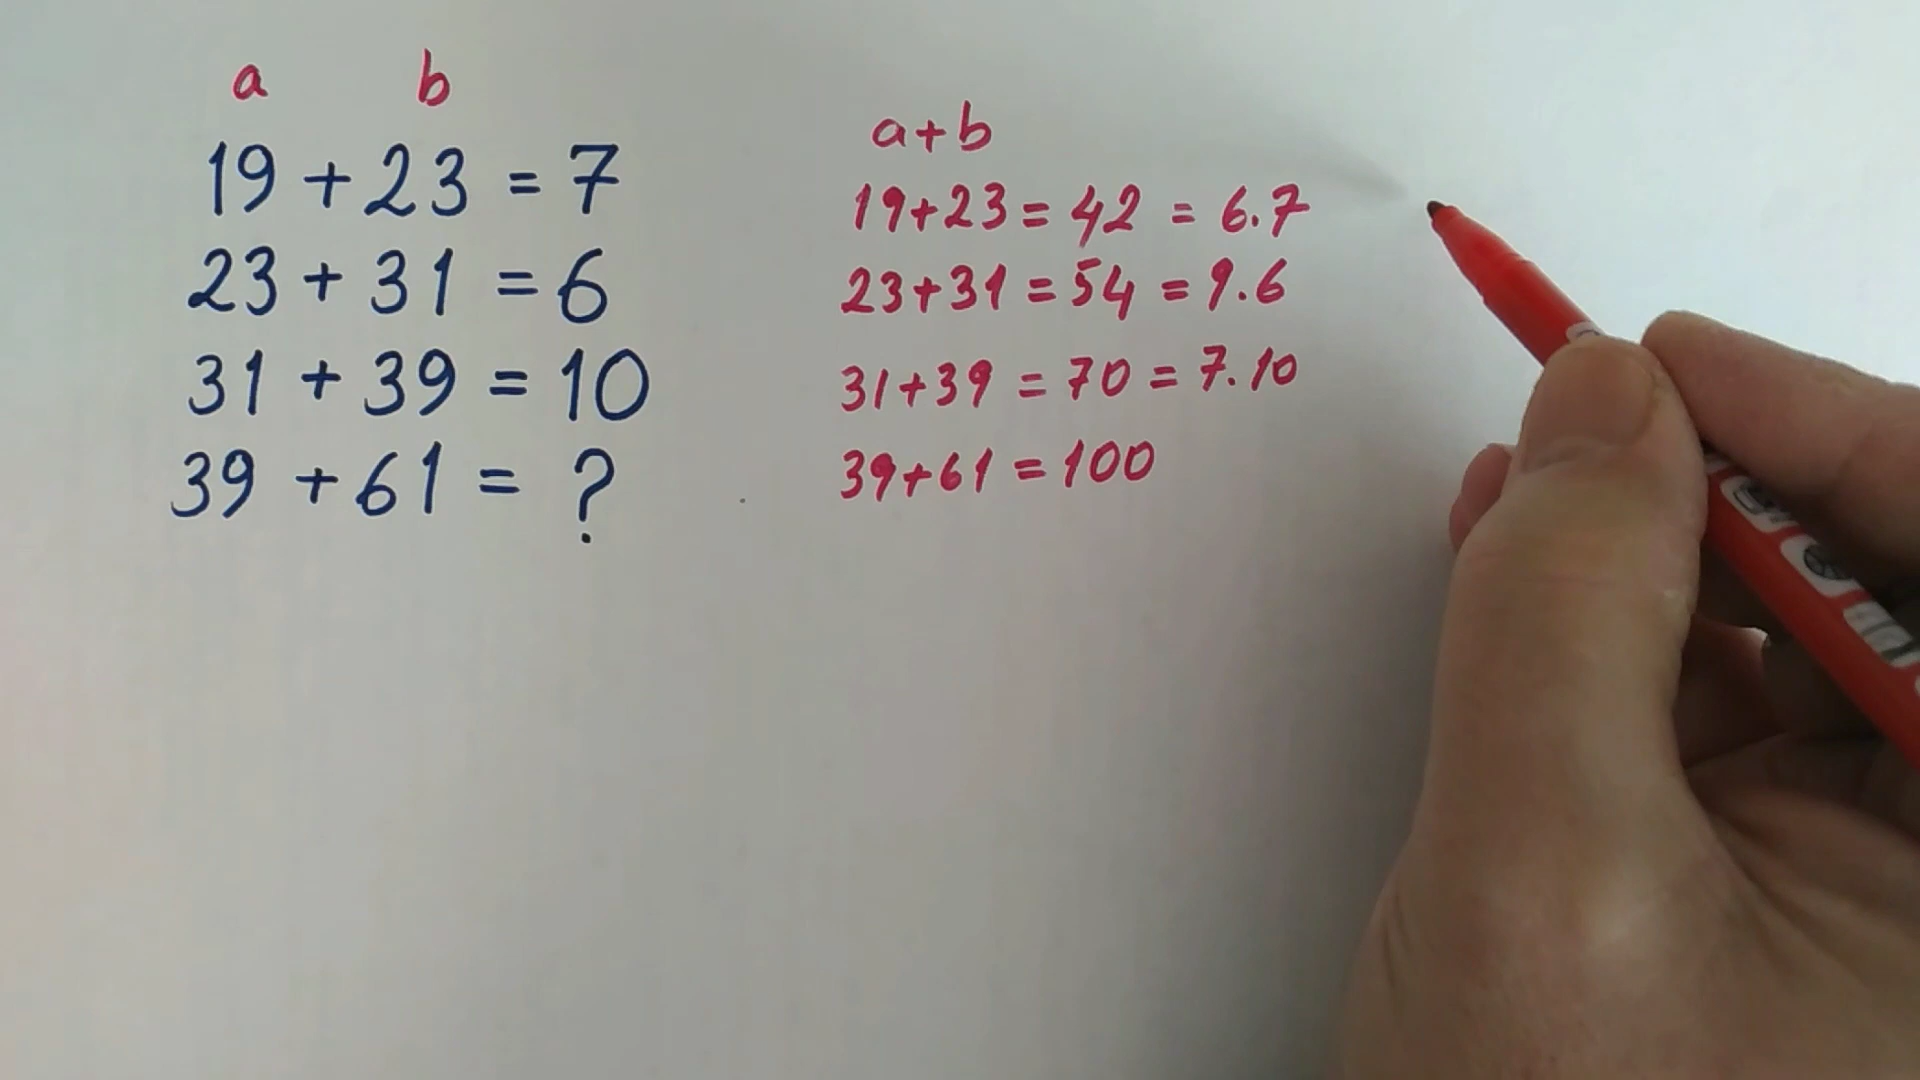 a b
19 + 23 = 7
23 + 31 = 6
31 + 39 = 10
39 + 61 = ?
a+b
19+23 = 42 = 6.7
23+31 = 54 = 9.6
31+39 = 70 = 7.10
39+61 = 100